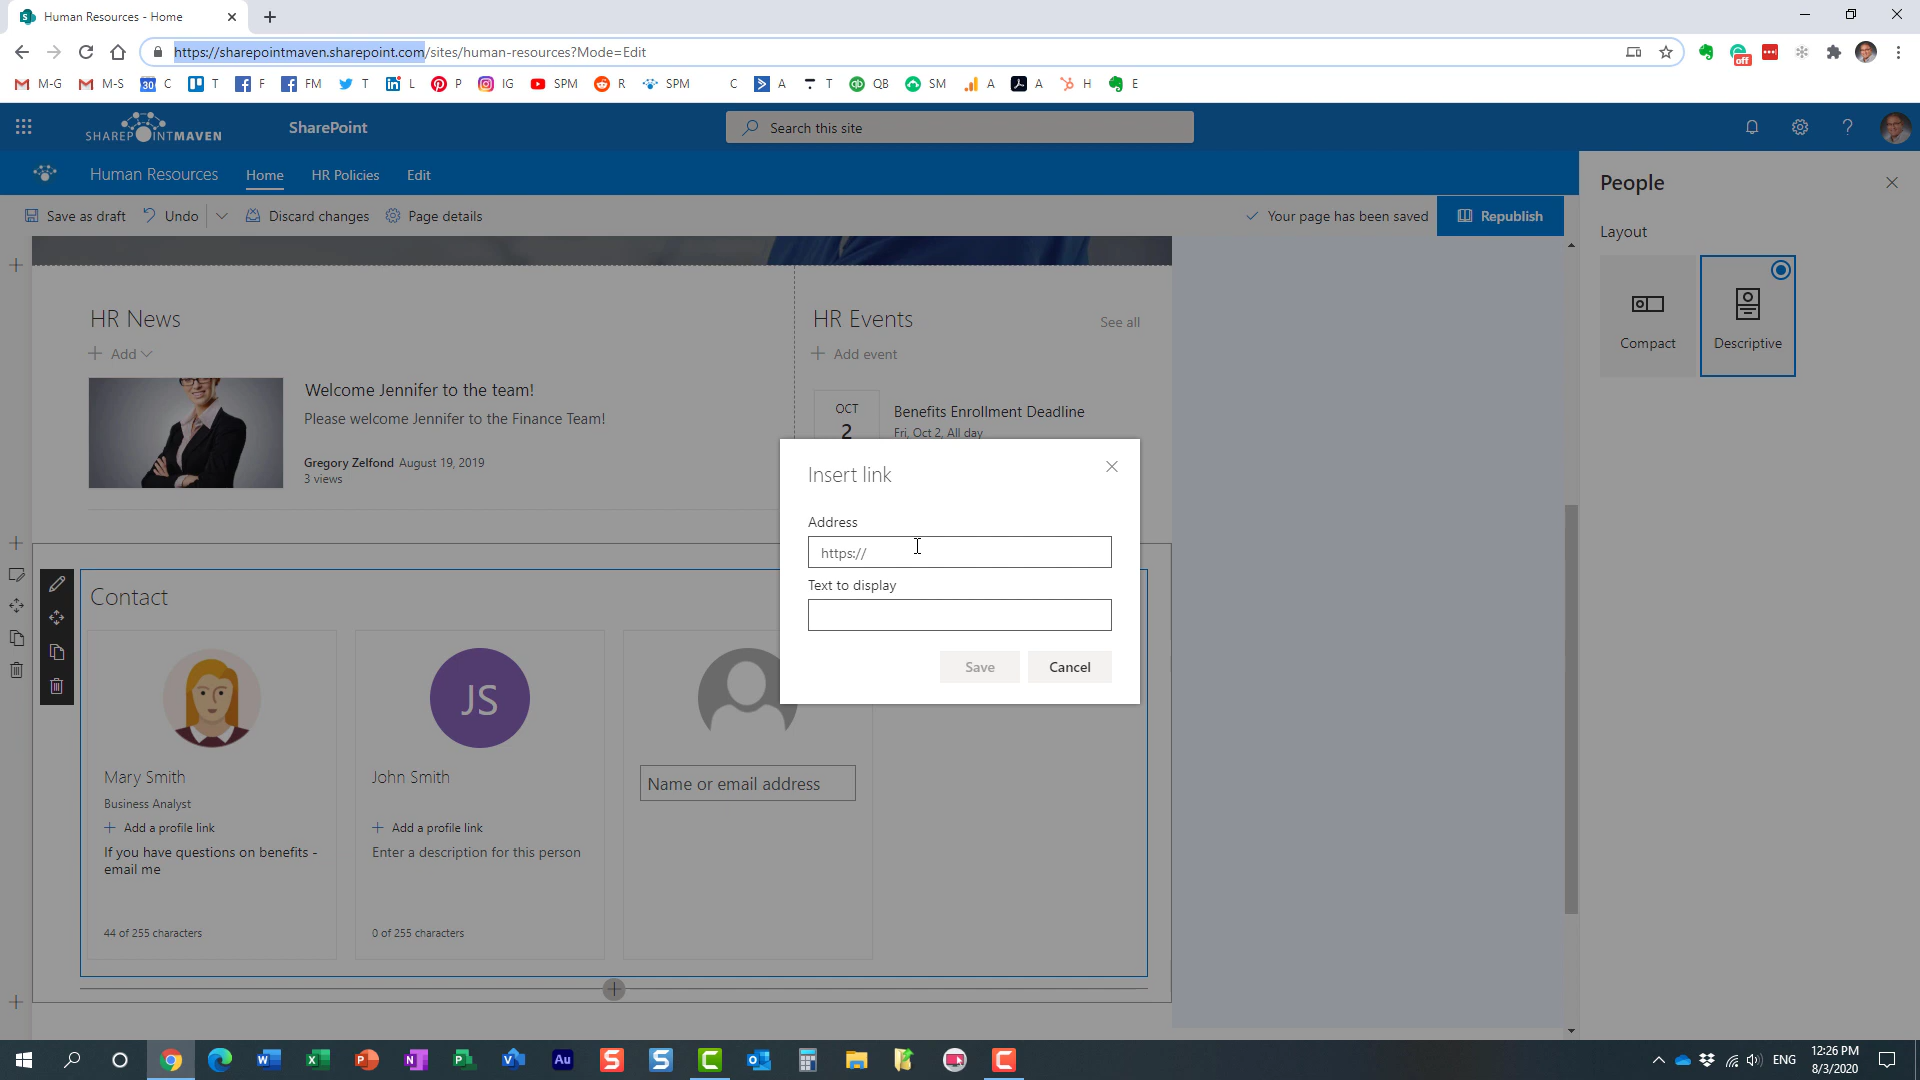 Human Resources - Home
https://sharepointmaven.sharepoint.com/sites/human-resources?Mode=Edit
off
M-G
M-S
30
C
T
F
FM
T
L
P
IG
SPM
R
SPM
C
A
T
QB
SM
A
A
H
E
SHAREPOINTMAVEN
SharePoint
Search this site
Human Resources
Home
HR Policies
Edit
Save as draft
Undo
Discard changes
Page details
Your page has been saved
Republish
People
Layout
Compact
Descriptive
HR News
Add
Welcome Jennifer to the team!
Please welcome Jennifer to the Finance Team!
Gregory Zelfond August 19, 2019
3 views
HR Events
See all
Add event
OCT
2
Benefits Enrollment Deadline
Fri, Oct 2, All day
Insert link
Address
https://
Text to display
Save
Cancel
Contact
Mary Smith
Business Analyst
Add a profile link
If you have questions on benefits -
email me
44 of 255 characters
JS
John Smith
Add a profile link
Enter a description for this person
0 of 255 characters
Name or email address
Au
ENG
12:26 PM
8/3/2020